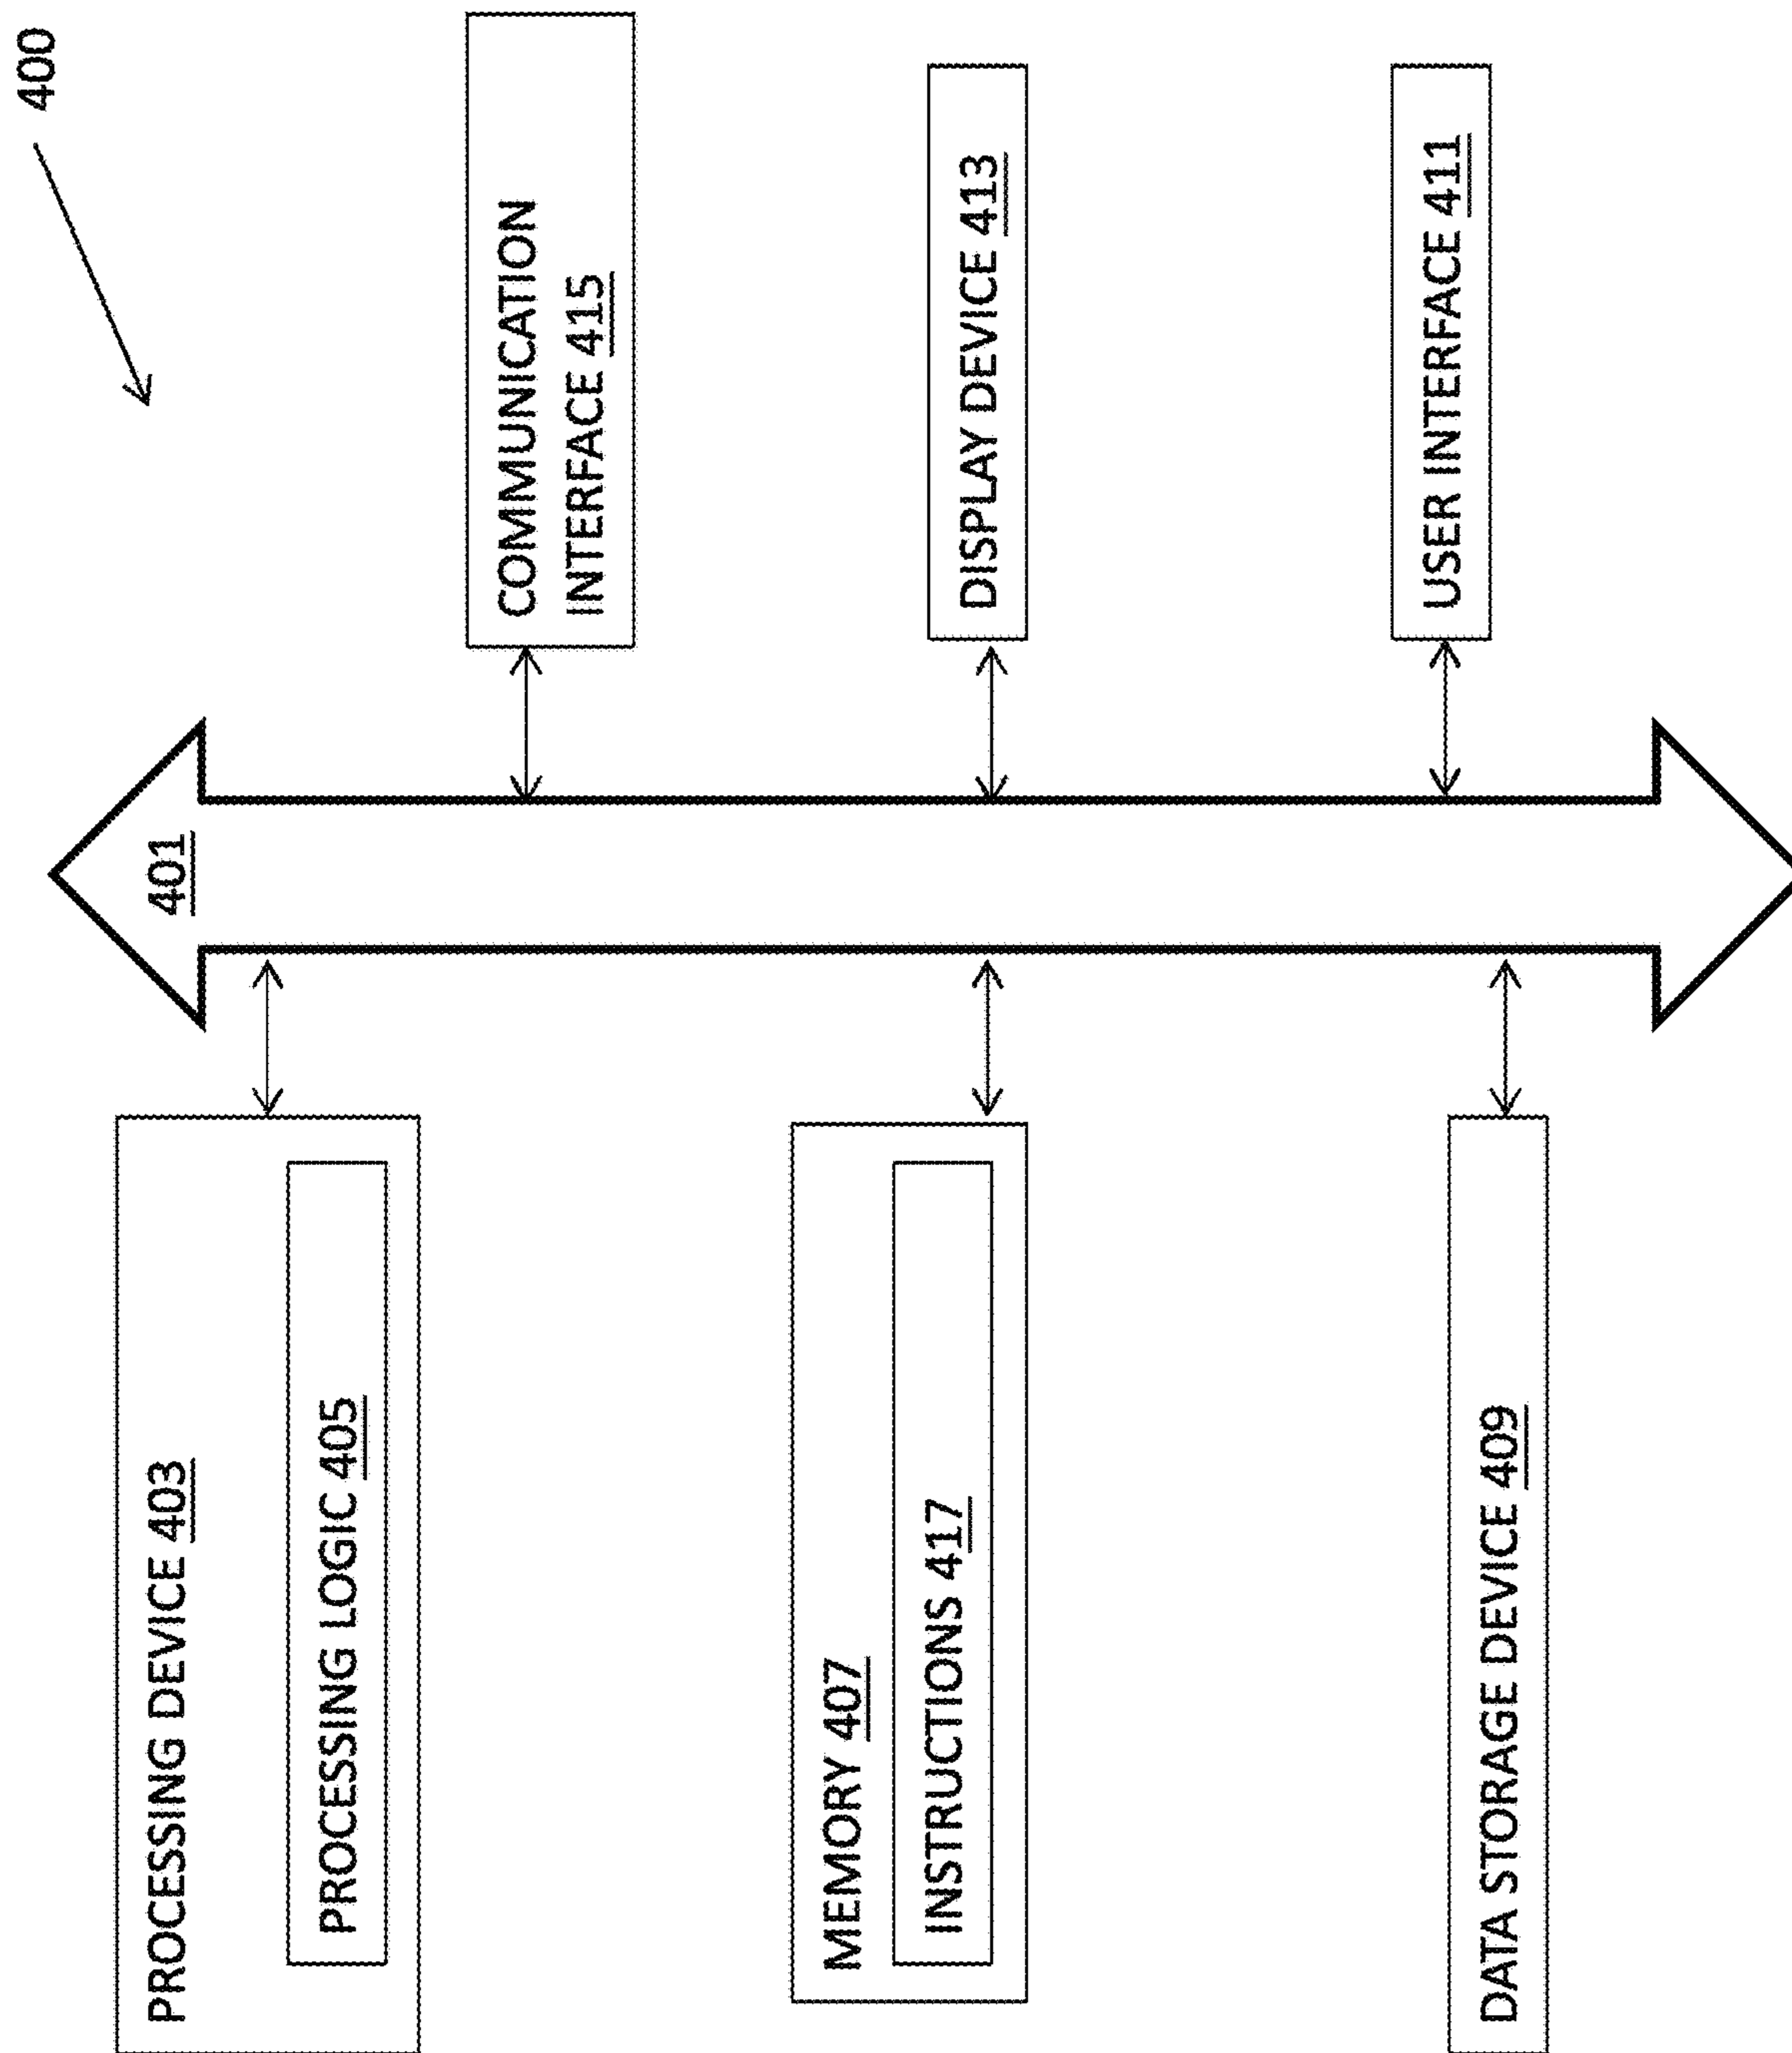 400
401
PROCESSING DEVICE 403
PROCESSING LOGIC 405
MEMORY 407
INSTRUCTIONS 417
DATA STORAGE DEVICE 409
COMMUNICATION
INTERFACE 415
DISPLAY DEVICE 413
USER INTERFACE 411